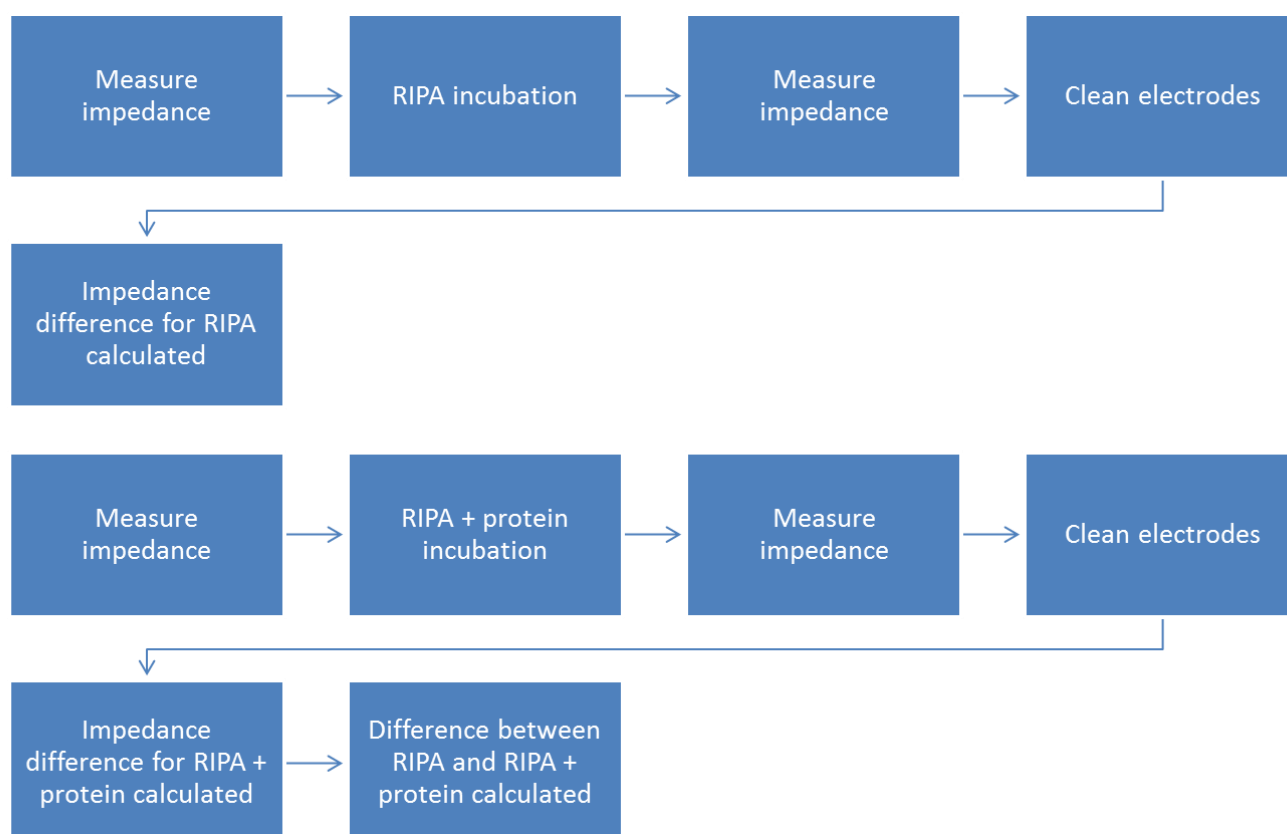 Measure
impedance
RIPA incubation
Measure
impedance
Clean electrodes
Impedance
difference for RIPA
calculated
Measure
impedance
RIPA + protein
incubation
Measure
impedance
Clean electrodes
Impedance
difference for RIPA +
protein calculated
Difference between
RIPA and RIPA +
protein calculated